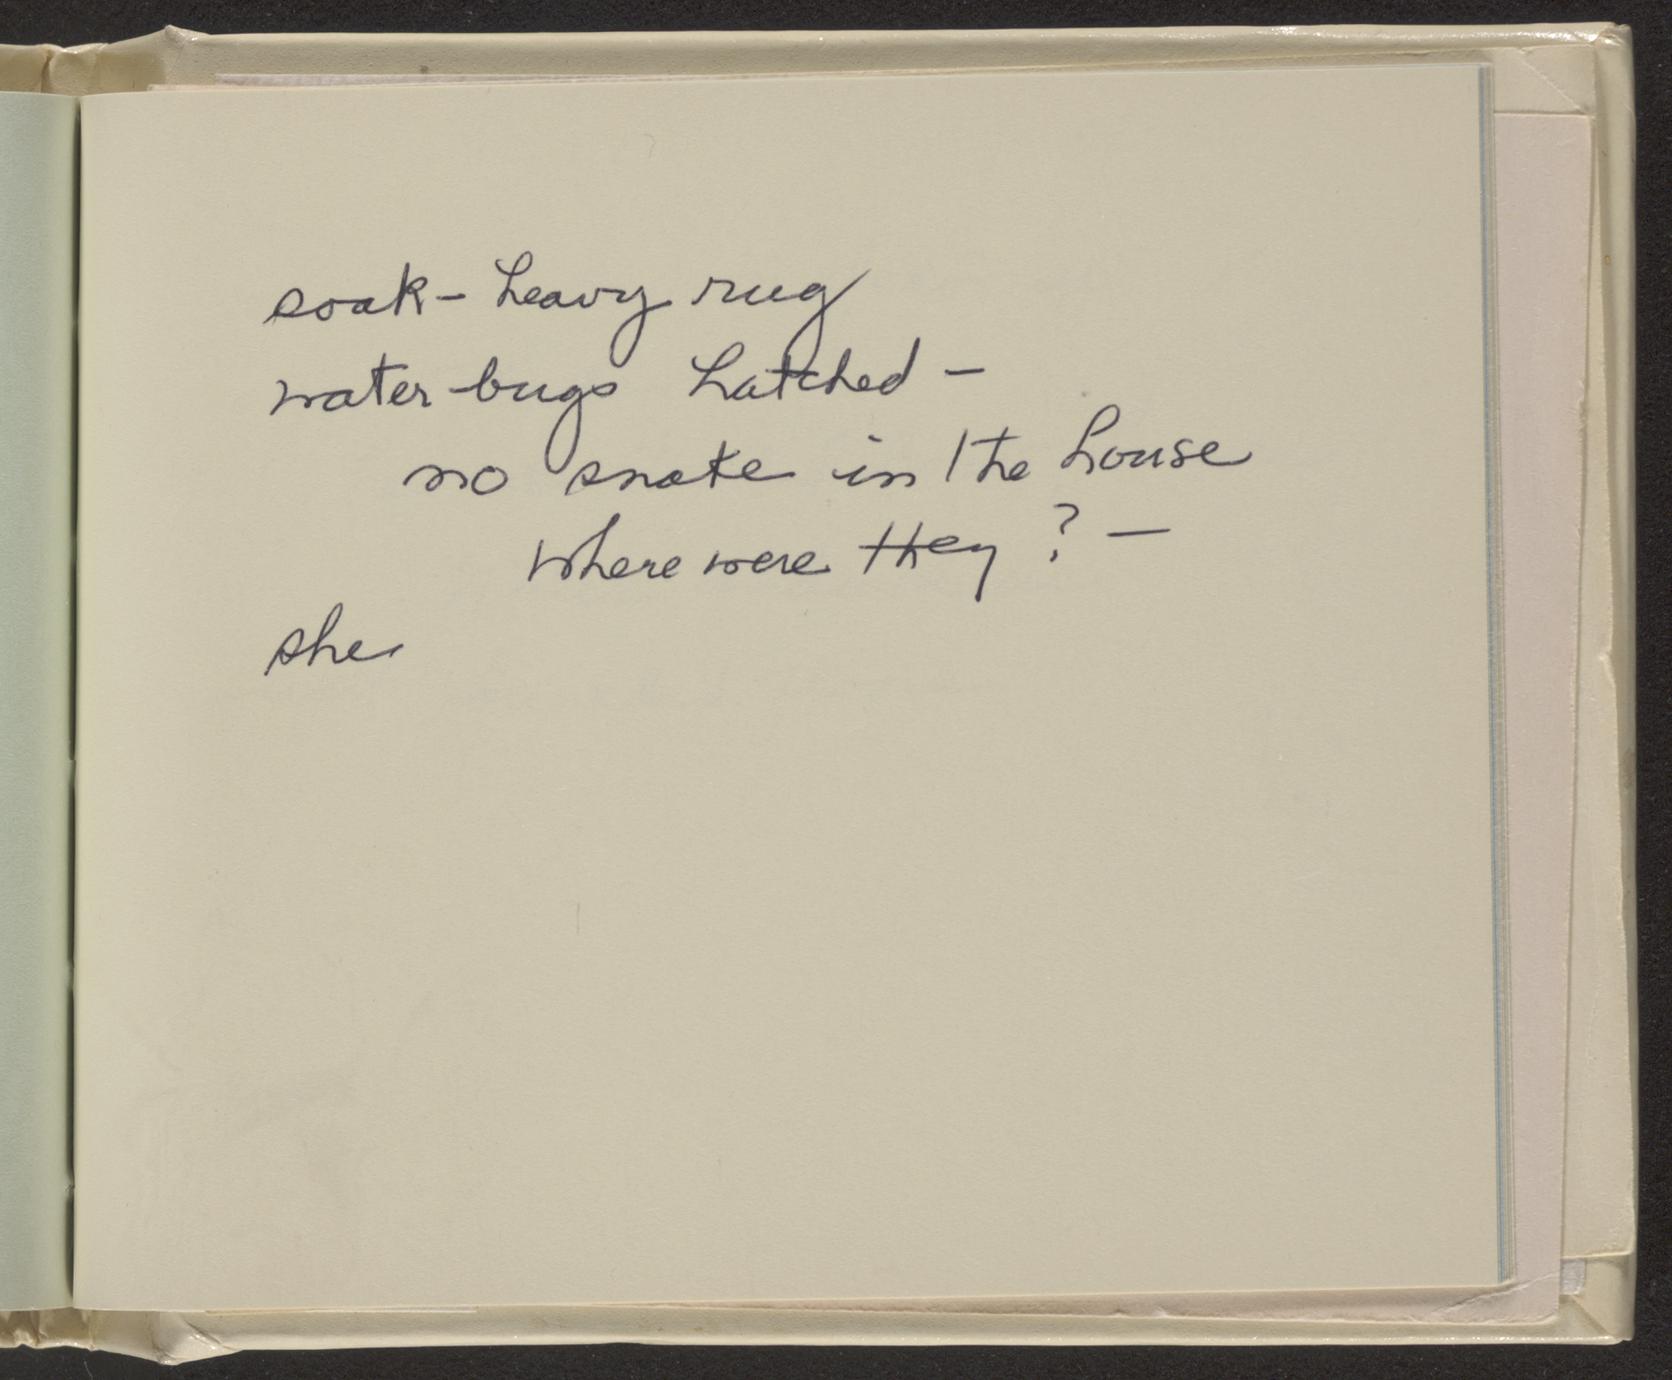 soak-heavy rug
water-bugs hatched -
no snake in the house
where were they? -
she